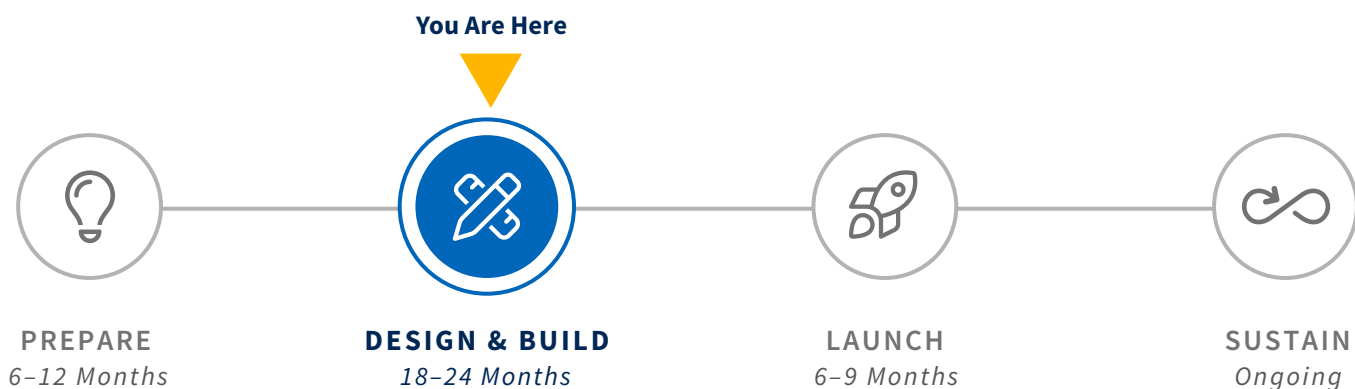 You Are Here
PREPARE
6–12 Months
DESIGN & BUILD
18–24 Months
LAUNCH
6–9 Months
SUSTAIN
Ongoing